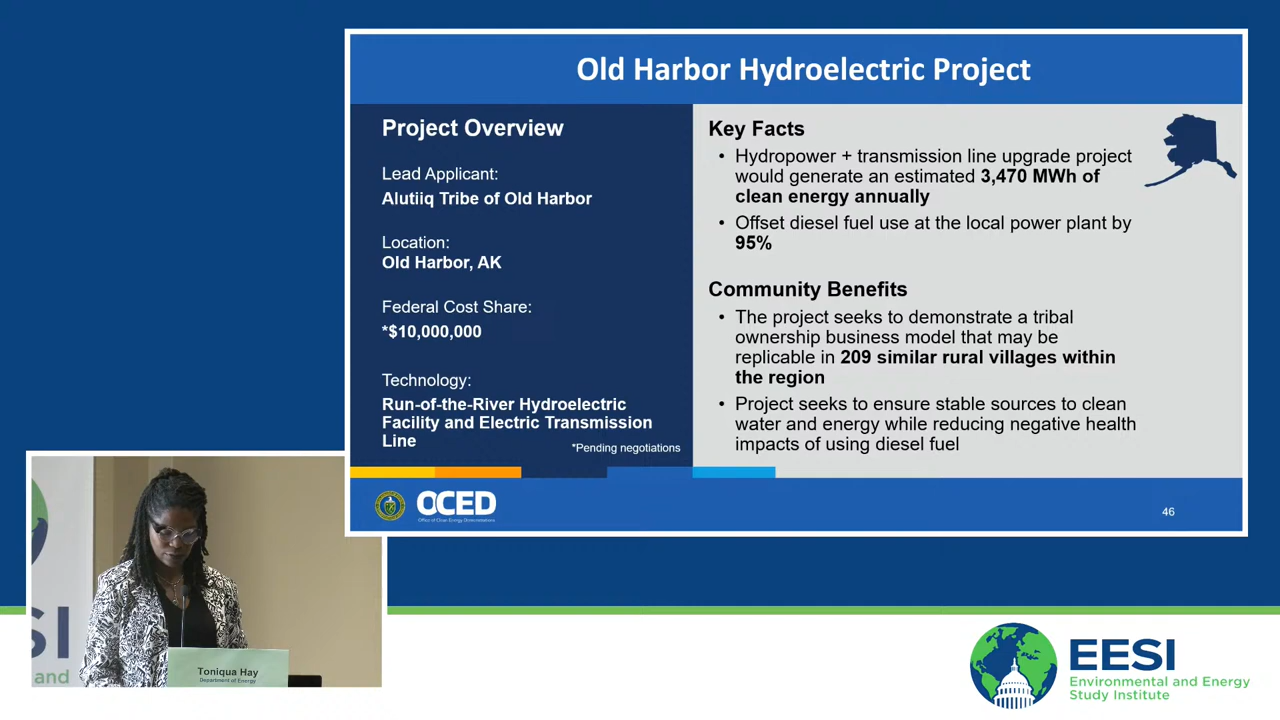 Old Harbor Hydroelectric Project
Project Overview
Lead Applicant:
Alutiiq Tribe of Old Harbor
Location:
Old Harbor, AK
Federal Cost Share:
*$10,000,000
Technology:
Run-of-the-River Hydroelectric
Facility and Electric Transmission
Line
*Pending negotiations
Key Facts
• Hydropower + transmission line upgrade project
would generate an estimated 3,470 MWh of
clean energy annually
• Offset diesel fuel use at the local power plant by
95%
Community Benefits
• The project seeks to demonstrate a tribal
ownership business model that may be
replicable in 209 similar rural villages within
the region
• Project seeks to ensure stable sources to clean
water and energy while reducing negative health
impacts of using diesel fuel
OCED
Office of Clean Energy Demonstrations
46
SI
and
Toniqua Hay
Department of Energy
EESI
Environmental and Energy
Study Institute